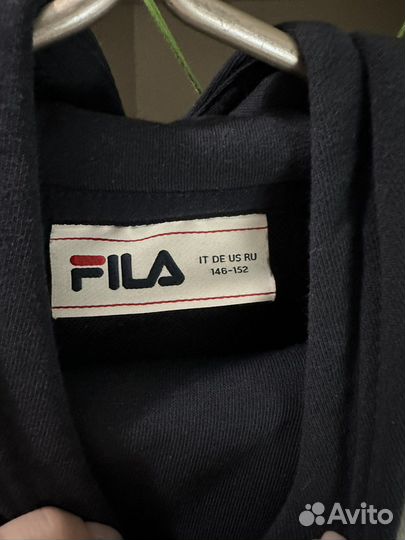 FILA
IT DE US RU
146-152
Avito